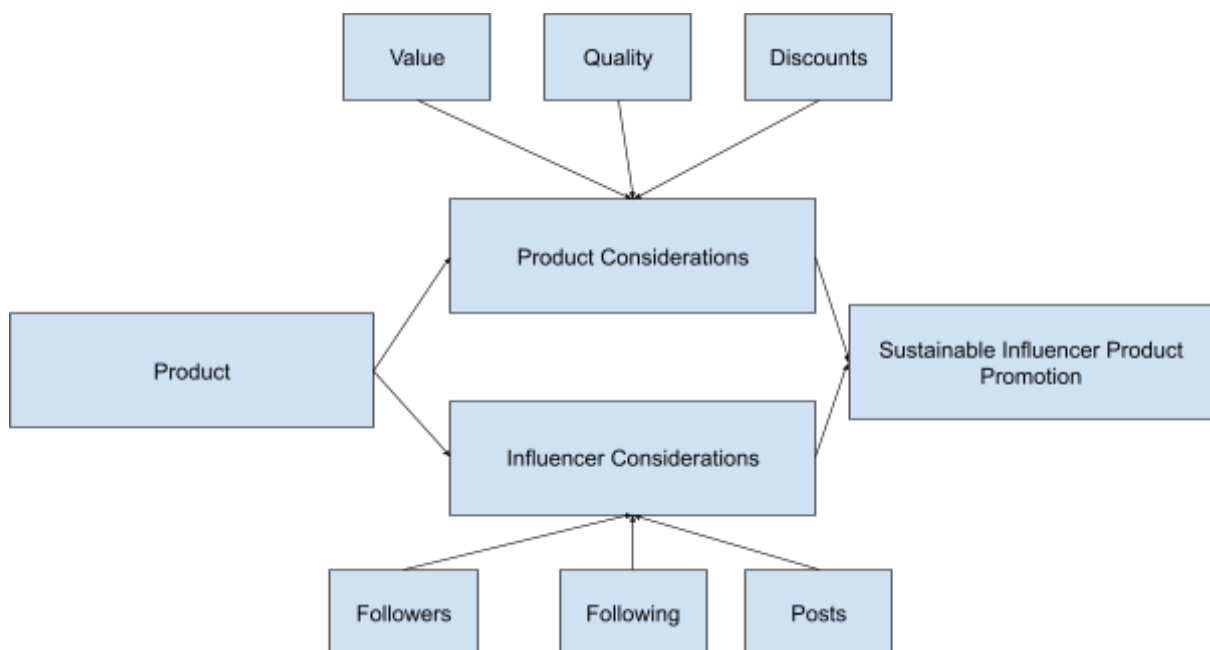 Value
Quality
Discounts
Product Considerations
Product
Sustainable Influencer Product
Promotion
Influencer Considerations
Followers
Following
Posts